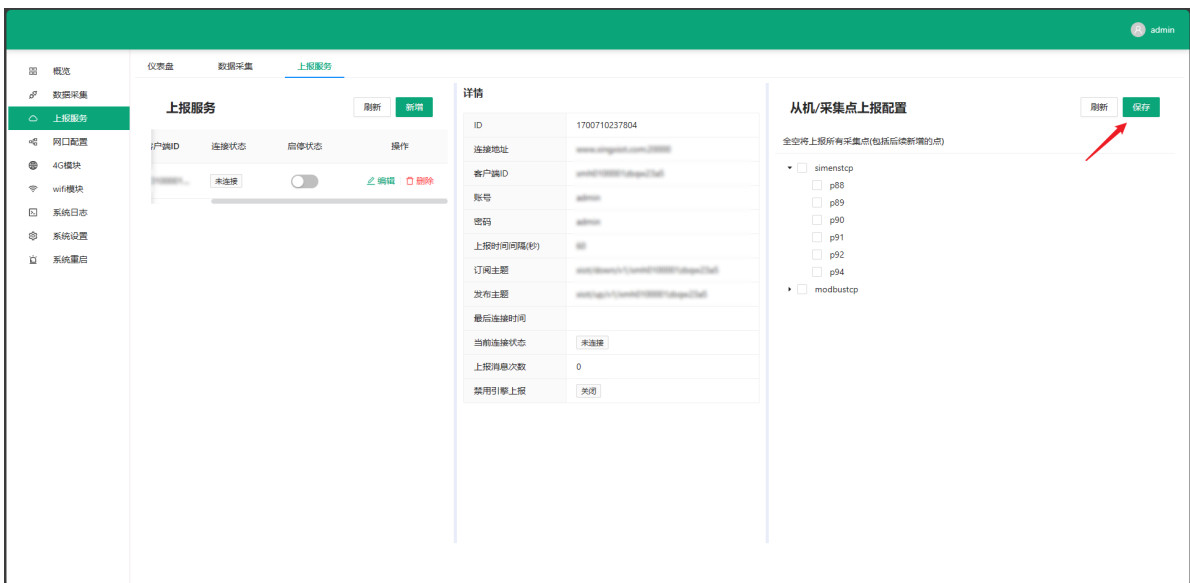 admin
概览
数据采集
上报服务
网口配置
4G模块
wifi模块
系统日志
系统设置
系统重启
仪表盘 数据采集 上报服务
上报服务 刷新 新增
客户端ID 连接状态 启停状态 操作
未连接 编辑 删除
详情
ID 1700710237804
连接地址
客户端ID
账号 admin
密码 admin
上报时间间隔(秒) 60
订阅主题
发布主题
最后连接时间
当前连接状态 未连接
上报消息次数 0
禁用引擎上报 关闭
从机/采集点上报配置 刷新 保存
全空将上报所有采集点(包括后续新增的点)
simenstcp
p88
p89
p90
p91
p92
p94
modbustcp